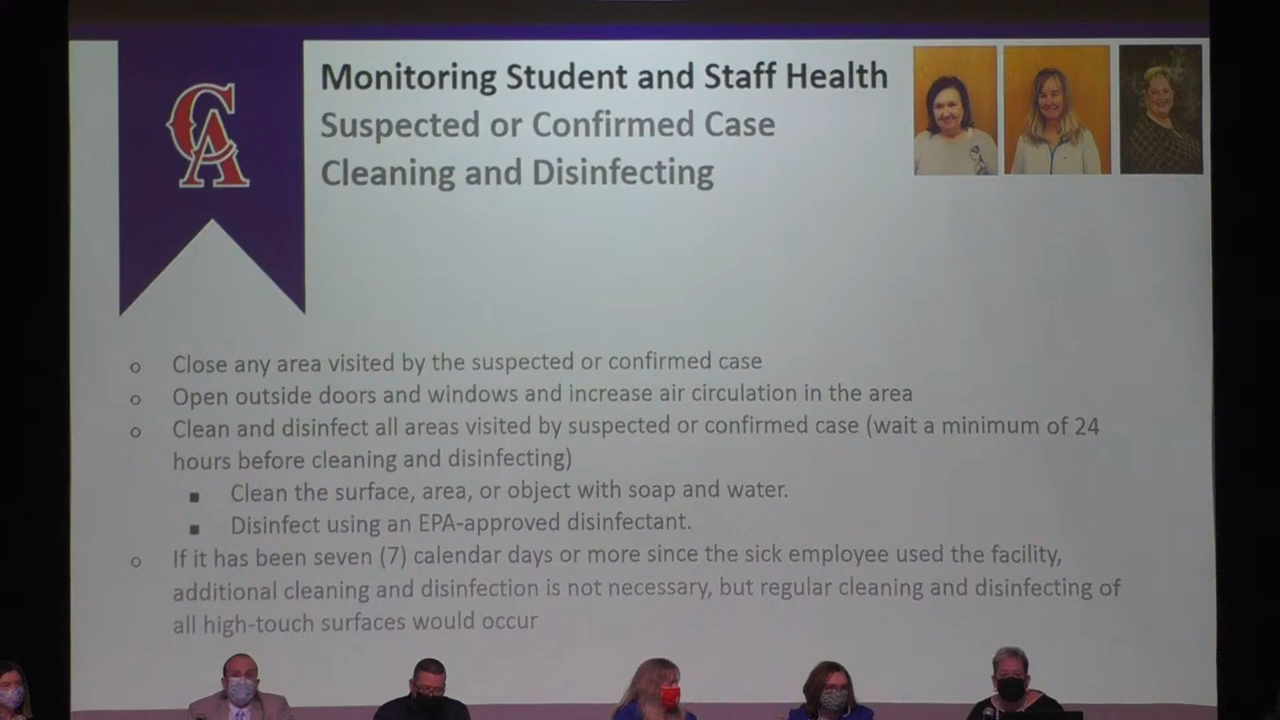 CA
Monitoring Student and Staff Health
Suspected or Confirmed Case
Cleaning and Disinfecting
o Close any area visited by the suspected or confirmed case
o Open outside doors and windows and increase air circulation in the area
o Clean and disinfect all areas visited by suspected or confirmed case (wait a minimum of 24
hours before cleaning and disinfecting)
▪ Clean the surface, area, or object with soap and water.
▪ Disinfect using an EPA-approved disinfectant.
o If it has been seven (7) calendar days or more since the sick employee used the facility,
additional cleaning and disinfection is not necessary, but regular cleaning and disinfecting of
all high-touch surfaces would occur